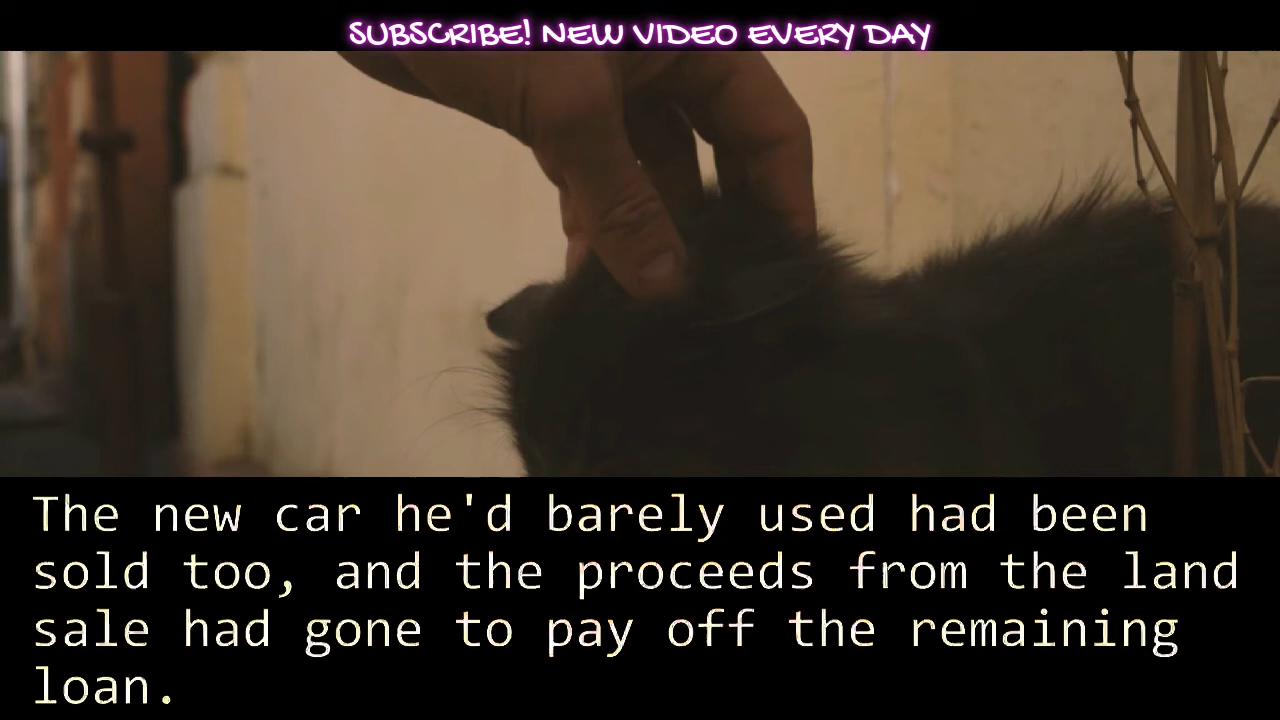 SUBSCRIBE! NEW VIDEO EVERY DAY
The new car he'd barely used had been
sold too, and the proceeds from the land
sale had gone to pay off the remaining
loan.